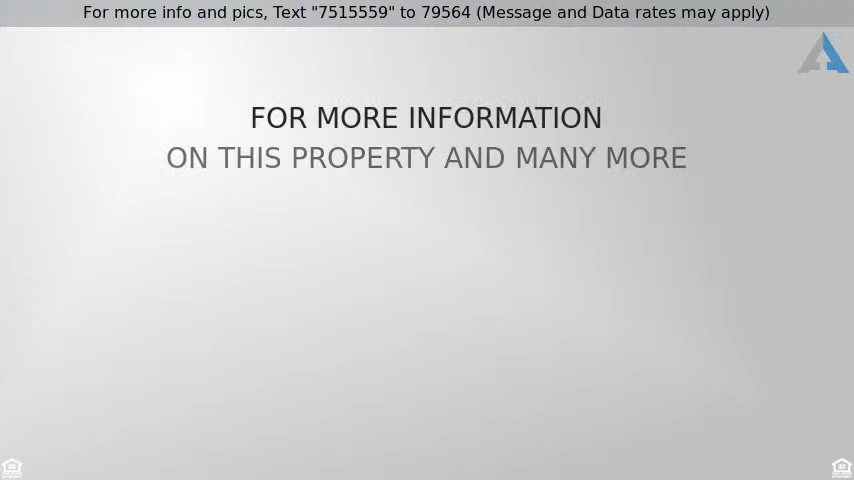 For more info and pics, Text "7515559" to 79564 (Message and Data rates may apply)
FOR MORE INFORMATION
ON THIS PROPERTY AND MANY MORE